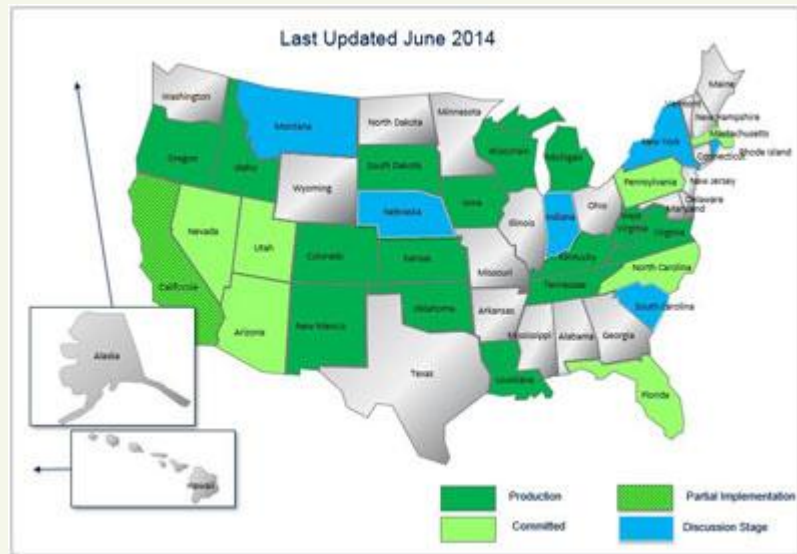 Last Updated June 2014
Washington
Montana
North Dakota
Minnesota
Maine
Vermont
New Hampshire
Massachusetts
Rhode Island
Connecticut
New York
Oregon
Idaho
Wyoming
South Dakota
Wisconsin
Michigan
Pennsylvania
New Jersey
Delaware
Maryland
Nevada
Utah
Colorado
Nebraska
Iowa
Illinois
Indiana
Ohio
West Virginia
Virginia
California
Kansas
Missouri
Kentucky
North Carolina
Tennessee
Arizona
New Mexico
Oklahoma
Arkansas
South Carolina
Mississippi
Alabama
Georgia
Texas
Louisiana
Florida
Alaska
Hawaii
Production
Partial Implementation
Committed
Discussion Stage